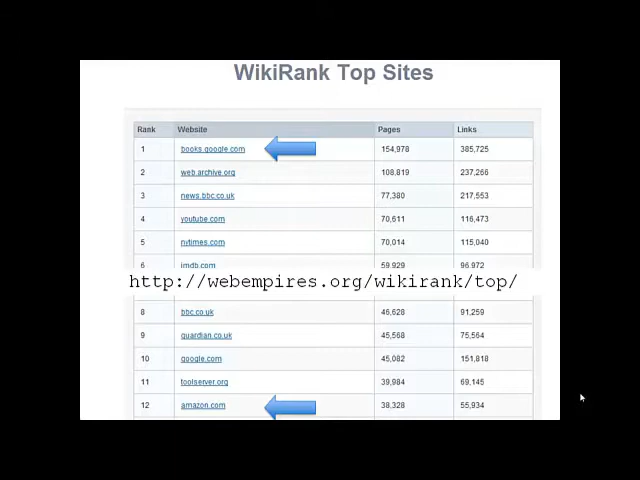 WikiRank Top Sites
Rank Website Pages Links
1 books.google.com 154,978 385,725
2 web.archive.org 108,819 237,266
3 news.bbc.co.uk 77,380 217,553
4 youtube.com 70,611 116,473
5 nytimes.com 70,014 115,040
6 imdb.com 59,929 96,972
http://webempires.org/wikirank/top/
8 bbc.co.uk 46,628 91,259
9 guardian.co.uk 45,568 75,564
10 google.com 45,082 151,818
11 toolserver.org 39,984 69,145
12 amazon.com 38,328 55,934